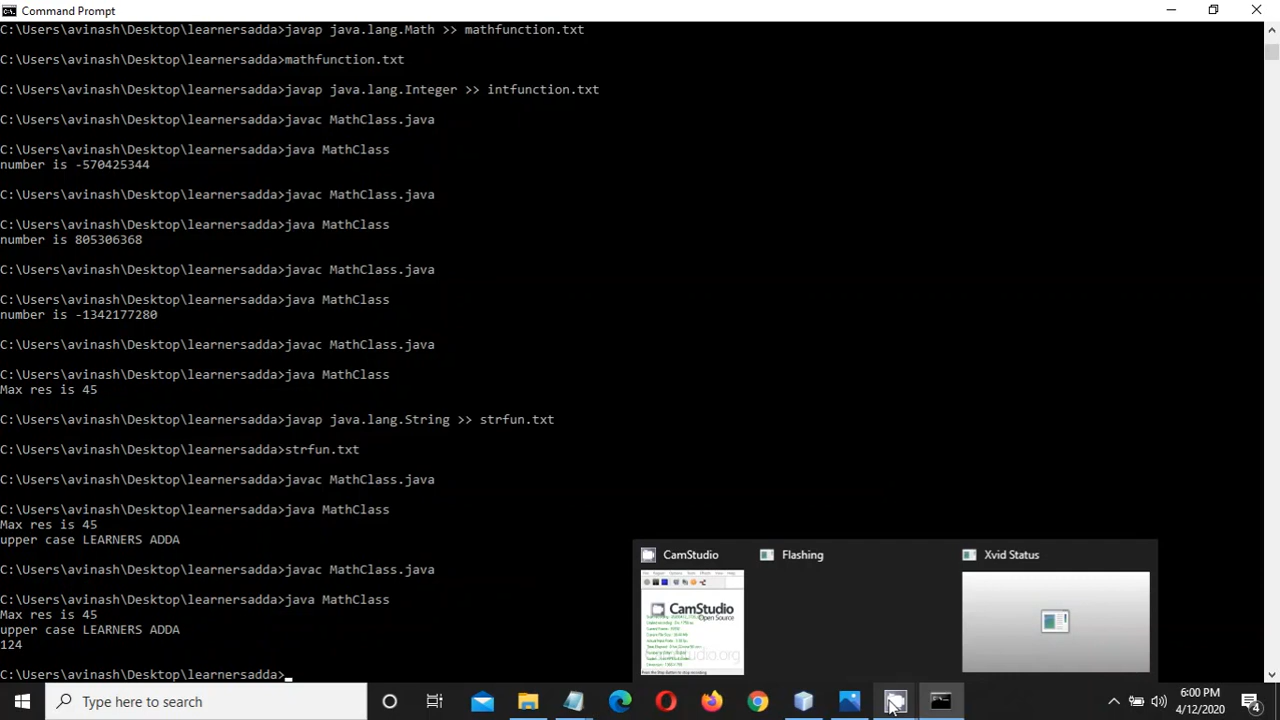 Command Prompt
C:\Users\avinash\Desktop\learnersadda>javap java.lang.Math >> mathfunction.txt
C:\Users\avinash\Desktop\learnersadda>mathfunction.txt
C:\Users\avinash\Desktop\learnersadda>javap java.lang.Integer >> intfunction.txt
C:\Users\avinash\Desktop\learnersadda>javac MathClass.java
C:\Users\avinash\Desktop\learnersadda>java MathClass
number is -570425344
C:\Users\avinash\Desktop\learnersadda>javac MathClass.java
C:\Users\avinash\Desktop\learnersadda>java MathClass
number is 805306368
C:\Users\avinash\Desktop\learnersadda>javac MathClass.java
C:\Users\avinash\Desktop\learnersadda>java MathClass
number is -1342177280
C:\Users\avinash\Desktop\learnersadda>javac MathClass.java
C:\Users\avinash\Desktop\learnersadda>java MathClass
Max res is 45
C:\Users\avinash\Desktop\learnersadda>javap java.lang.String >> strfun.txt
C:\Users\avinash\Desktop\learnersadda>strfun.txt
C:\Users\avinash\Desktop\learnersadda>javac MathClass.java
C:\Users\avinash\Desktop\learnersadda>java MathClass
Max res is 45
upper case LEARNERS ADDA
C:\Users\avinash\Desktop\learnersadda>javac MathClass.java
C:\Users\avinash\Desktop\learnersadda>java MathClass
Max res is 45
upper case LEARNERS ADDA
124
C:\Users\avinash\Desktop\learnersadda>
CamStudio
Flashing
Xvid Status
CamStudio
Open Source
Type here to search
6:00 PM
4/12/2020
4